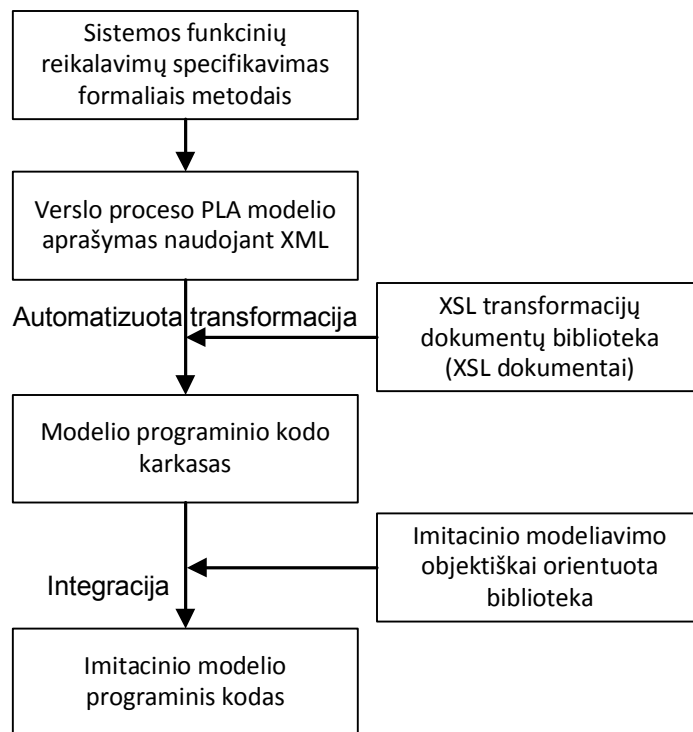 Sistemos funkcinių
reikalavimų specifikavimas
formaliais metodais
Verslo proceso PLA modelio
aprašymas naudojant XML
Automatizuota transformacija
XSL transformacijų
dokumentų biblioteka
(XSL dokumentai)
Modelio programinio kodo
karkasas
Imitacinio modeliavimo
objektiškai orientuota
biblioteka
Integracija
Imitacinio modelio
programinis kodas